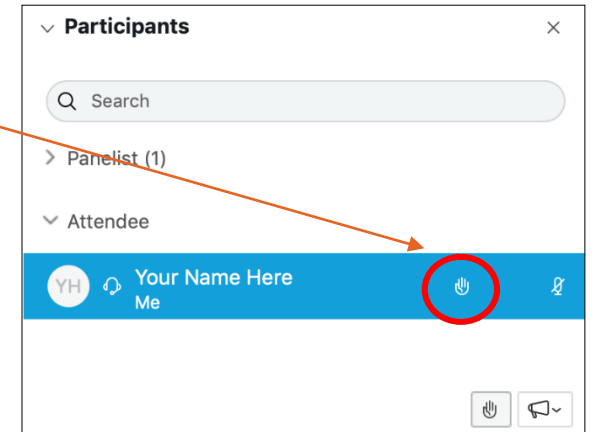 Participants
Search
Panelist (1)
Attendee
YH
Your Name Here
Me